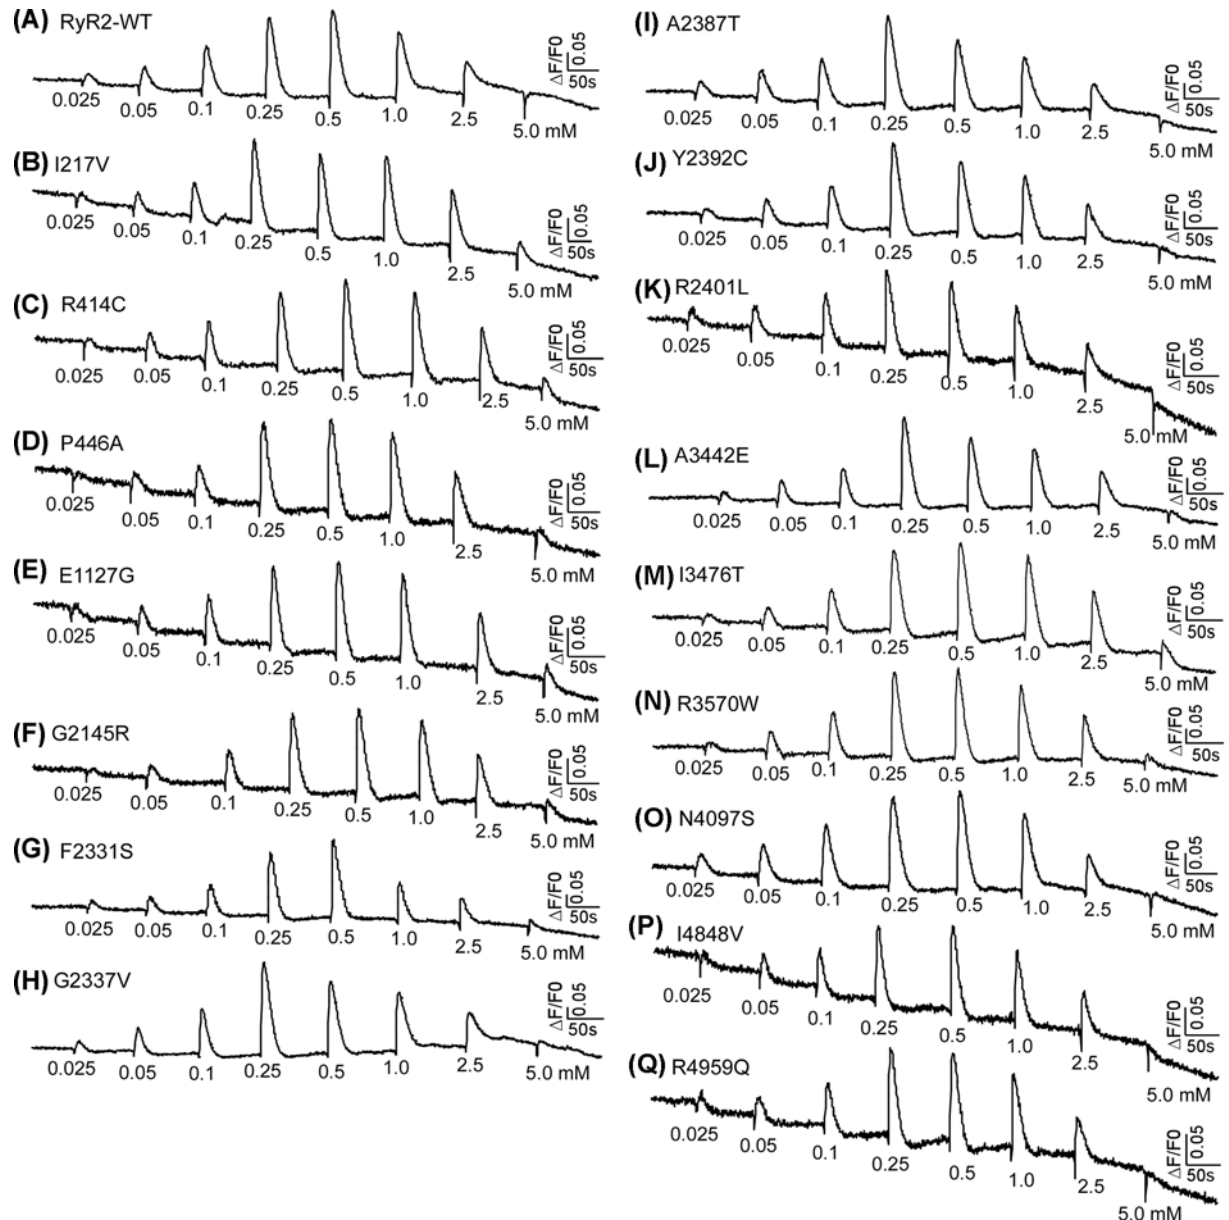 (A) RyR2-WT
0.025 0.05 0.1 0.25 0.5 1.0 2.5 5.0 mM
△F/F0 0.05
50s
(B) I217V
0.025 0.05 0.1 0.25 0.5 1.0 2.5 5.0 mM
△F/F0 0.05
50s
(C) R414C
0.025 0.05 0.1 0.25 0.5 1.0 2.5 5.0 mM
△F/F0 0.05
50s
(D) P446A
0.025 0.05 0.1 0.25 0.5 1.0 2.5 5.0 mM
△F/F0 0.05
50s
(E) E1127G
0.025 0.05 0.1 0.25 0.5 1.0 2.5 5.0 mM
△F/F0 0.05
50s
(F) G2145R
0.025 0.05 0.1 0.25 0.5 1.0 2.5 5.0 mM
△F/F0 0.05
50s
(G) F2331S
0.025 0.05 0.1 0.25 0.5 1.0 2.5 5.0 mM
△F/F0 0.05
50s
(H) G2337V
0.025 0.05 0.1 0.25 0.5 1.0 2.5 5.0 mM
△F/F0 0.05
50s
(I) A2387T
0.025 0.05 0.1 0.25 0.5 1.0 2.5 5.0 mM
△F/F0 0.05
50s
(J) Y2392C
0.025 0.05 0.1 0.25 0.5 1.0 2.5 5.0 mM
△F/F0 0.05
50s
(K) R2401L
0.025 0.05 0.1 0.25 0.5 1.0 2.5 5.0 mM
△F/F0 0.05
50s
(L) A3442E
0.025 0.05 0.1 0.25 0.5 1.0 2.5 5.0 mM
△F/F0 0.05
50s
(M) I3476T
0.025 0.05 0.1 0.25 0.5 1.0 2.5 5.0 mM
△F/F0 0.05
50s
(N) R3570W
0.025 0.05 0.1 0.25 0.5 1.0 2.5 5.0 mM
△F/F0 0.05
50s
(O) N4097S
0.025 0.05 0.1 0.25 0.5 1.0 2.5 5.0 mM
△F/F0 0.05
50s
(P) I4848V
0.025 0.05 0.1 0.25 0.5 1.0 2.5 5.0 mM
△F/F0 0.05
50s
(Q) R4959Q
0.025 0.05 0.1 0.25 0.5 1.0 2.5 5.0 mM
△F/F0 0.05
50s